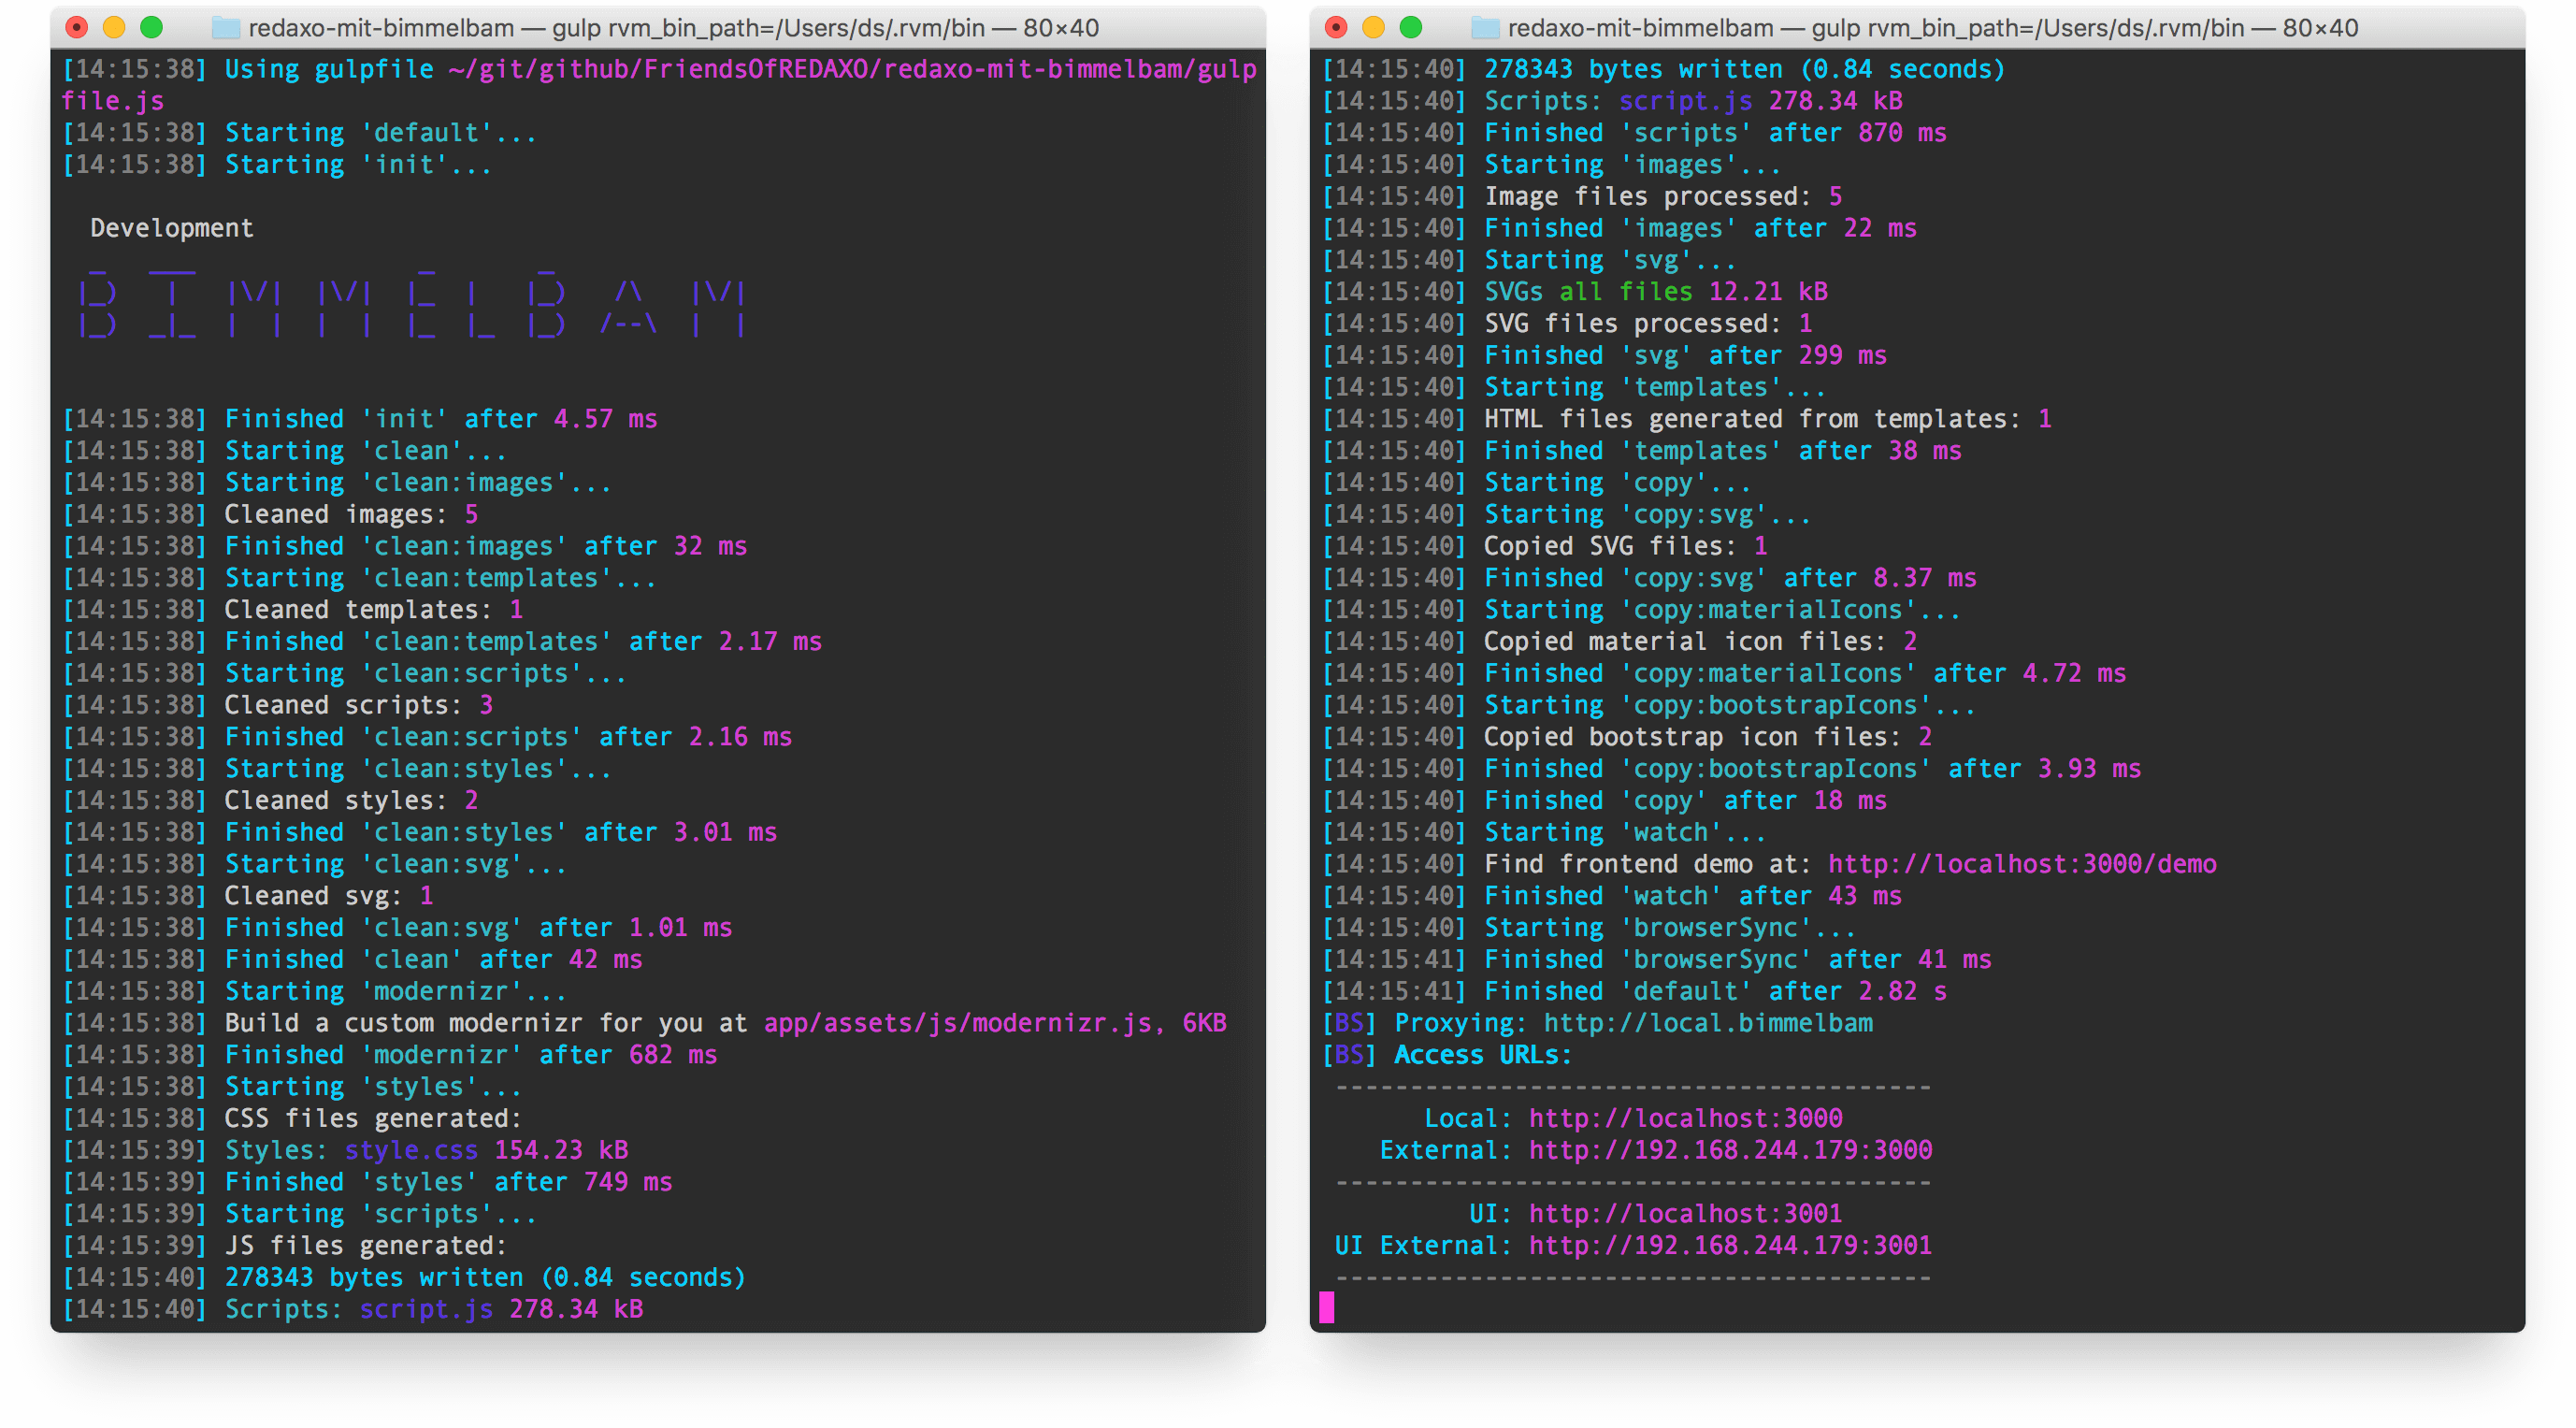 redaxo-mit-bimmelbam — gulp rvm_bin_path=/Users/ds/.rvm/bin — 80×40
[14:15:38] Using gulpfile ~/git/github/FriendsOfREDAXO/redaxo-mit-bimmelbam/gulp
file.js
[14:15:38] Starting 'default'...
[14:15:38] Starting 'init'...
Development
BIMMELBAM
[14:15:38] Finished 'init' after 4.57 ms
[14:15:38] Starting 'clean'...
[14:15:38] Starting 'clean:images'...
[14:15:38] Cleaned images: 5
[14:15:38] Finished 'clean:images' after 32 ms
[14:15:38] Starting 'clean:templates'...
[14:15:38] Cleaned templates: 1
[14:15:38] Finished 'clean:templates' after 2.17 ms
[14:15:38] Starting 'clean:scripts'...
[14:15:38] Cleaned scripts: 3
[14:15:38] Finished 'clean:scripts' after 2.16 ms
[14:15:38] Starting 'clean:styles'...
[14:15:38] Cleaned styles: 2
[14:15:38] Finished 'clean:styles' after 3.01 ms
[14:15:38] Starting 'clean:svg'...
[14:15:38] Cleaned svg: 1
[14:15:38] Finished 'clean:svg' after 1.01 ms
[14:15:38] Finished 'clean' after 42 ms
[14:15:38] Starting 'modernizr'...
[14:15:38] Build a custom modernizr for you at app/assets/js/modernizr.js, 6KB
[14:15:38] Finished 'modernizr' after 682 ms
[14:15:38] Starting 'styles'...
[14:15:38] CSS files generated:
[14:15:39] Styles: style.css 154.23 kB
[14:15:39] Finished 'styles' after 749 ms
[14:15:39] Starting 'scripts'...
[14:15:39] JS files generated:
[14:15:40] 278343 bytes written (0.84 seconds)
[14:15:40] Scripts: script.js 278.34 kB
redaxo-mit-bimmelbam — gulp rvm_bin_path=/Users/ds/.rvm/bin — 80×40
[14:15:40] 278343 bytes written (0.84 seconds)
[14:15:40] Scripts: script.js 278.34 kB
[14:15:40] Finished 'scripts' after 870 ms
[14:15:40] Starting 'images'...
[14:15:40] Image files processed: 5
[14:15:40] Finished 'images' after 22 ms
[14:15:40] Starting 'svg'...
[14:15:40] SVGs all files 12.21 kB
[14:15:40] SVG files processed: 1
[14:15:40] Finished 'svg' after 299 ms
[14:15:40] Starting 'templates'...
[14:15:40] HTML files generated from templates: 1
[14:15:40] Finished 'templates' after 38 ms
[14:15:40] Starting 'copy'...
[14:15:40] Starting 'copy:svg'...
[14:15:40] Copied SVG files: 1
[14:15:40] Finished 'copy:svg' after 8.37 ms
[14:15:40] Starting 'copy:materialIcons'...
[14:15:40] Copied material icon files: 2
[14:15:40] Finished 'copy:materialIcons' after 4.72 ms
[14:15:40] Starting 'copy:bootstrapIcons'...
[14:15:40] Copied bootstrap icon files: 2
[14:15:40] Finished 'copy:bootstrapIcons' after 3.93 ms
[14:15:40] Finished 'copy' after 18 ms
[14:15:40] Starting 'watch'...
[14:15:40] Find frontend demo at: http://localhost:3000/demo
[14:15:40] Finished 'watch' after 43 ms
[14:15:40] Starting 'browserSync'...
[14:15:41] Finished 'browserSync' after 41 ms
[14:15:41] Finished 'default' after 2.82 s
[BS] Proxying: http://local.bimmelbam
[BS] Access URLs:
----------------------------------------
Local: http://localhost:3000
External: http://192.168.244.179:3000
----------------------------------------
UI: http://localhost:3001
UI External: http://192.168.244.179:3001
----------------------------------------